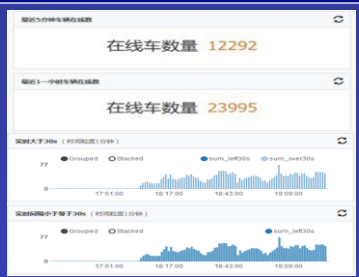 最近5分钟车辆在线数
在线车数量 12292
最近1一小时车辆在线数
在线车数量 23995
实时大于30s （时间粒度1分钟）
77
Grouped Stacked sum_left30s sum_over30s
0
17:51:00 18:17:00 18:43:00 19:09:00
实时间隔小于等于30s （时间粒度1分钟）
77
Grouped Stacked sum_left30s
0
17:51:00 18:17:00 18:43:00 19:09:00